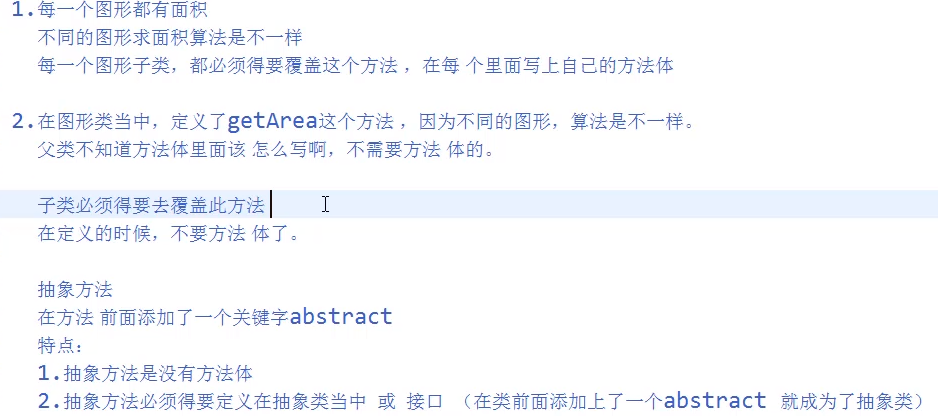 1.每一个图形都有面积
不同的图形求面积算法是不一样
每一个图形子类，都必须得要覆盖这个方法 ，在每 个里面写上自己的方法体
2.在图形类当中，定义了getArea这个方法 ，因为不同的图形，算法是不一样。
父类不知道方法体里面该 怎么写啊，不需要方法 体的。
子类必须得要去覆盖此方法
在定义的时候，不要方法 体了。
抽象方法
在方法 前面添加了一个关键字abstract
特点：
1.抽象方法是没有方法体
2.抽象方法必须得要定义在抽象类当中 或 接口 （在类前面添加上了一个abstract 就成为了抽象类）